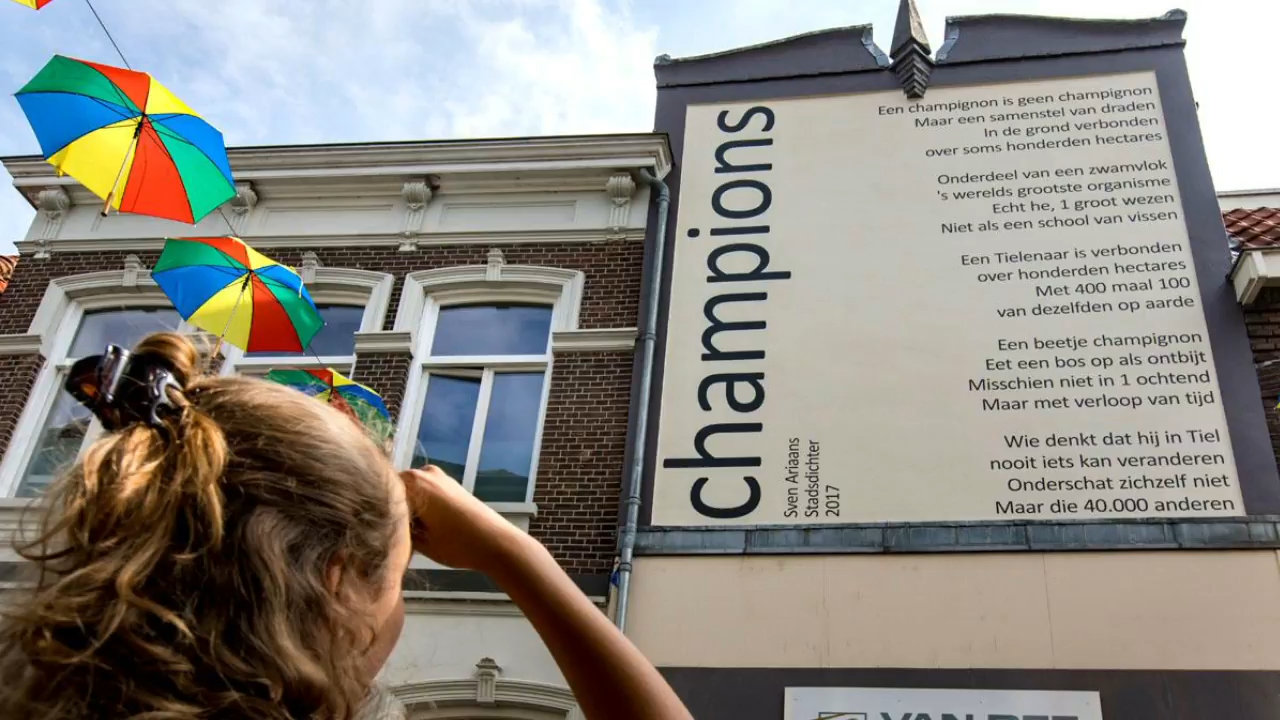 champions
Sven Ariaans
Stadsdichter
2017
Een champignon is geen champignon
Maar een samenstel van draden
In de grond verbonden
over soms honderden hectares
Onderdeel van een zwamvlok
's werelds grootste organisme
Echt he, 1 groot wezen
Niet als een school van vissen
Een Tielenaar is verbonden
over honderden hectares
Met 400 maal 100
van dezelfden op aarde
Een beetje champignon
Eet een bos op als ontbijt
Misschien niet in 1 ochtend
Maar met verloop van tijd
Wie denkt dat hij in Tiel
nooit iets kan veranderen
Onderschat zichzelf niet
Maar die 40.000 anderen
VAN